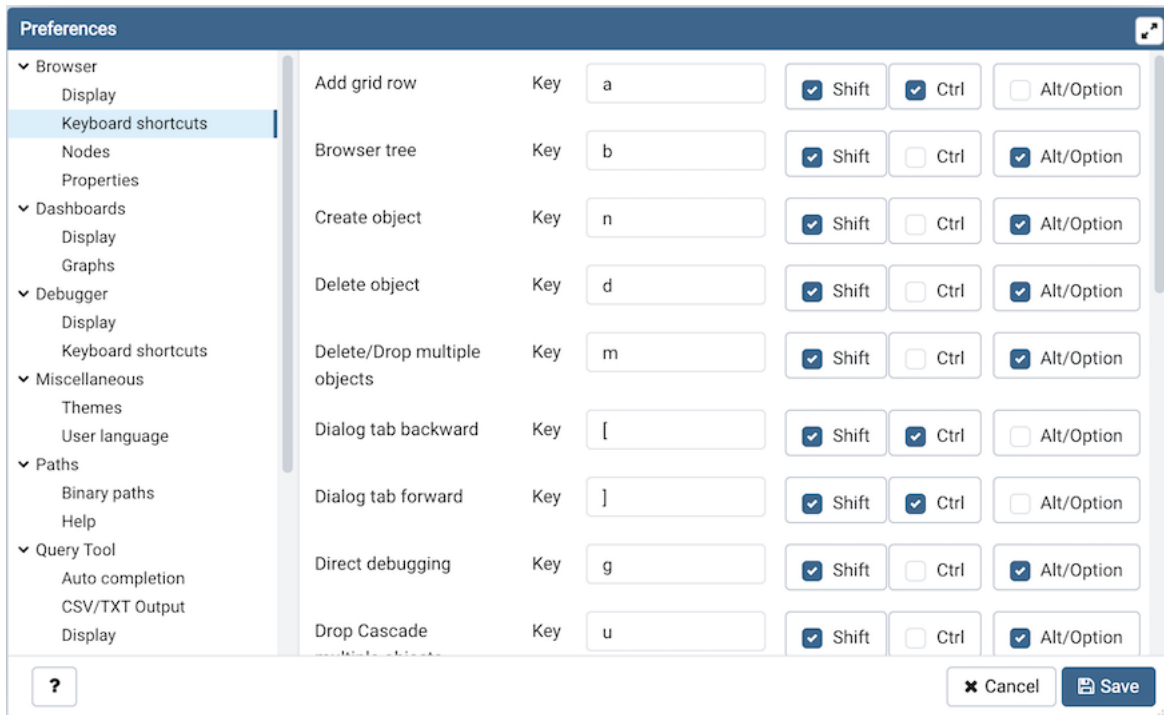 Preferences
Browser
Display
Keyboard shortcuts
Nodes
Properties
Dashboards
Display
Graphs
Debugger
Display
Keyboard shortcuts
Miscellaneous
Themes
User language
Paths
Binary paths
Help
Query Tool
Auto completion
CSV/TXT Output
Display
Add grid row Key a Shift Ctrl Alt/Option
Browser tree Key b Shift Ctrl Alt/Option
Create object Key n Shift Ctrl Alt/Option
Delete object Key d Shift Ctrl Alt/Option
Delete/Drop multiple Key m Shift Ctrl Alt/Option
objects
Dialog tab backward Key [ Shift Ctrl Alt/Option
Dialog tab forward Key ] Shift Ctrl Alt/Option
Direct debugging Key g Shift Ctrl Alt/Option
Drop Cascade Key u Shift Ctrl Alt/Option
? Cancel Save